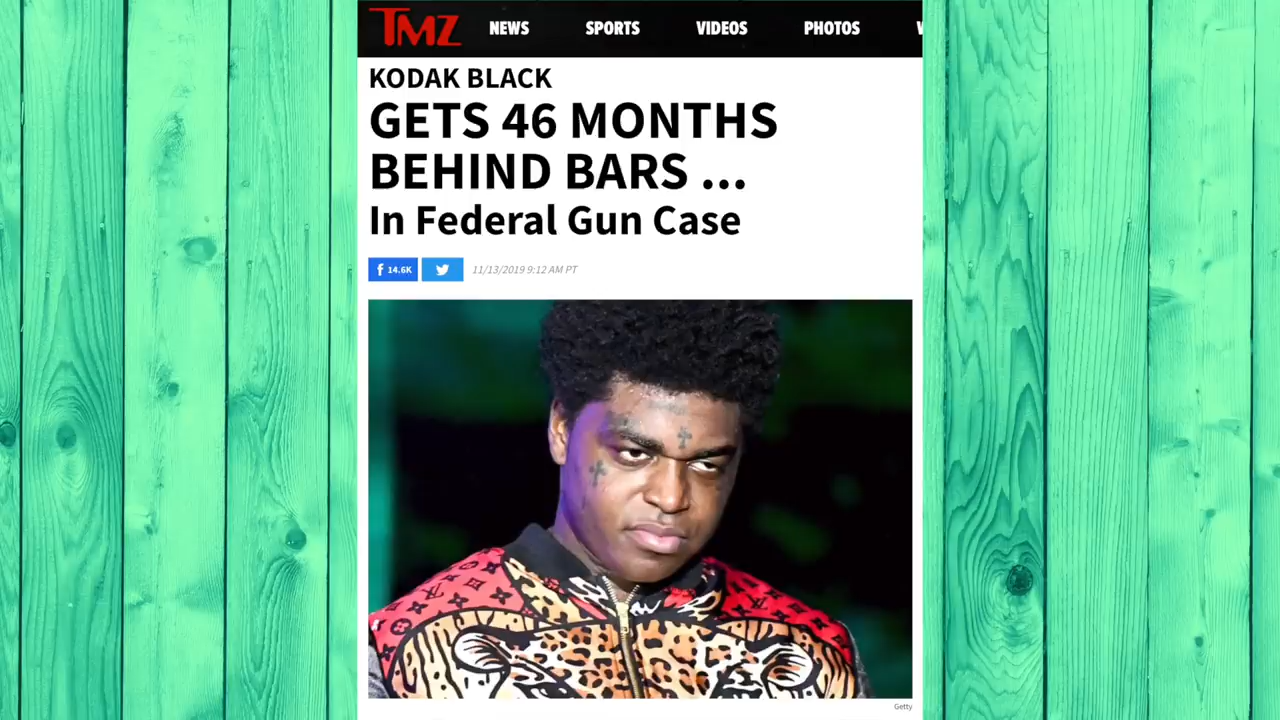 TMZ NEWS SPORTS VIDEOS PHOTOS
KODAK BLACK
GETS 46 MONTHS
BEHIND BARS ...
In Federal Gun Case
f 14.6K 11/13/2019 9:12 AM PT
Getty